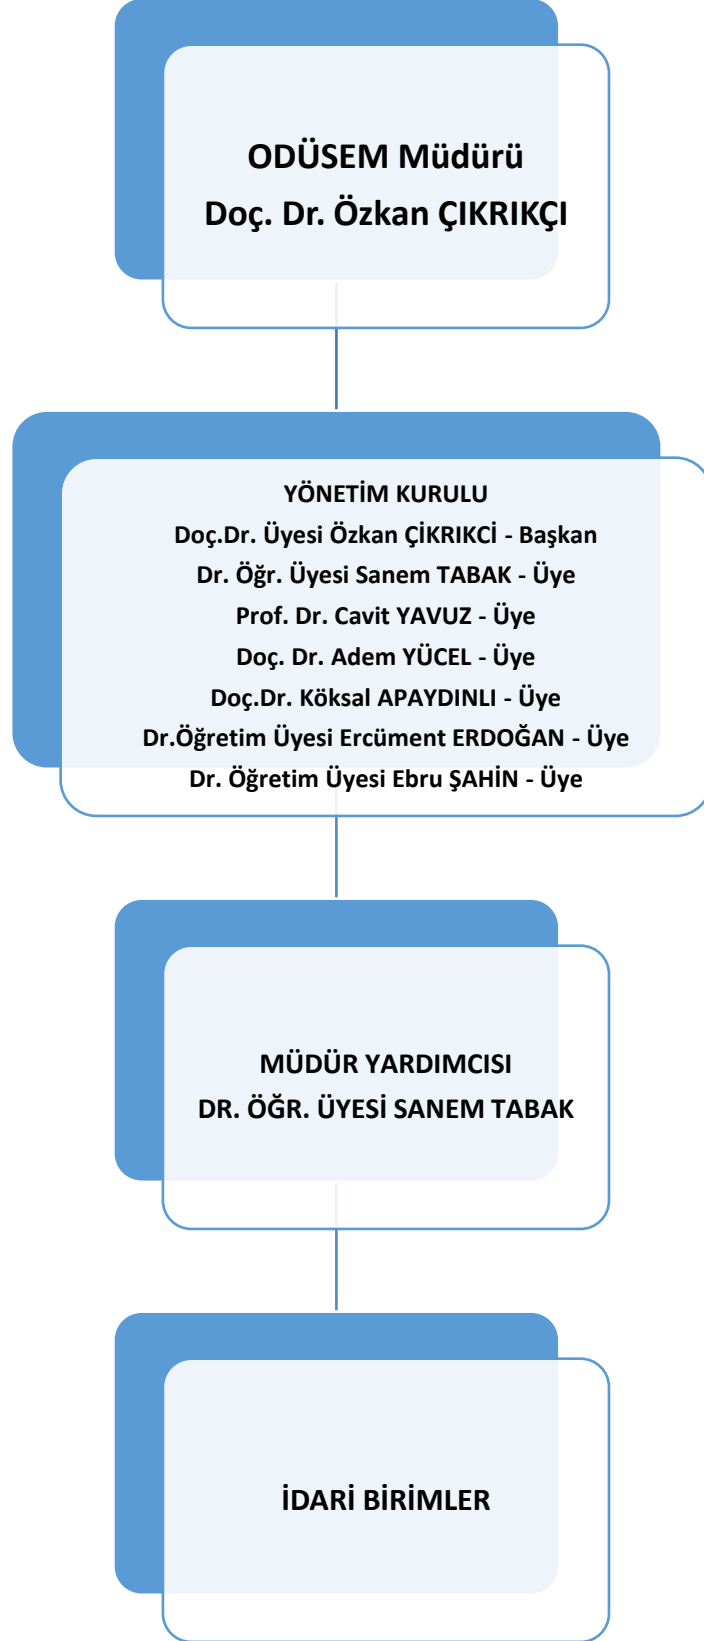 ODÜSEM Müdürü
Doç. Dr. Özkan ÇIKRIKÇI
YÖNETİM KURULU
Doç.Dr. Üyesi Özkan ÇİKRIKCİ - Başkan
Dr. Öğr. Üyesi Sanem TABAK - Üye
Prof. Dr. Cavit YAVUZ - Üye
Doç. Dr. Adem YÜCEL - Üye
Doç.Dr. Köksal APAYDINLI - Üye
Dr.Öğretim Üyesi Ercüment ERDOĞAN - Üye
Dr. Öğretim Üyesi Ebru ŞAHİN - Üye
MÜDÜR YARDIMCISI
DR. ÖĞR. ÜYESİ SANEM TABAK
İDARİ BİRİMLER